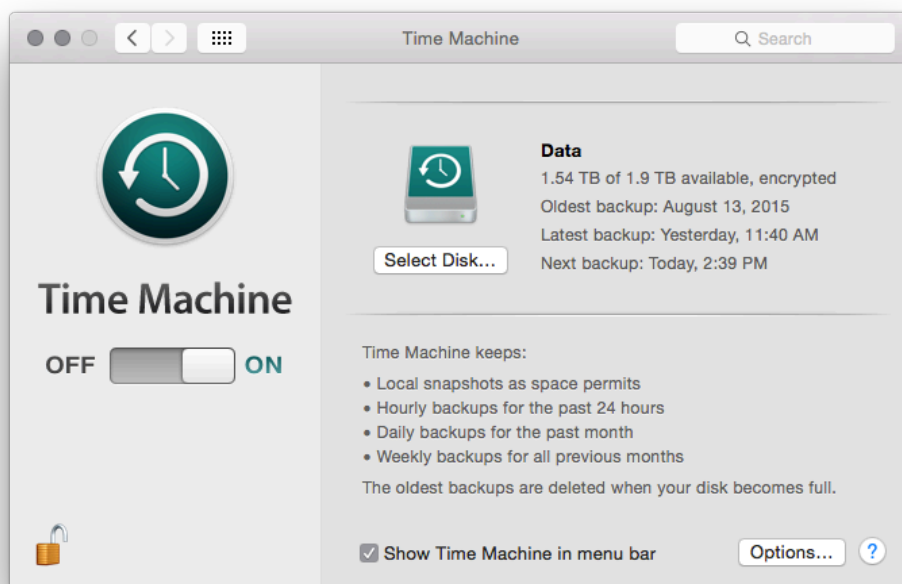 Time Machine
Search
Time Machine
OFF
ON
Data
1.54 TB of 1.9 TB available, encrypted
Oldest backup: August 13, 2015
Latest backup: Yesterday, 11:40 AM
Next backup: Today, 2:39 PM
Select Disk...
Time Machine keeps:
• Local snapshots as space permits
• Hourly backups for the past 24 hours
• Daily backups for the past month
• Weekly backups for all previous months
The oldest backups are deleted when your disk becomes full.
Show Time Machine in menu bar
Options...
?